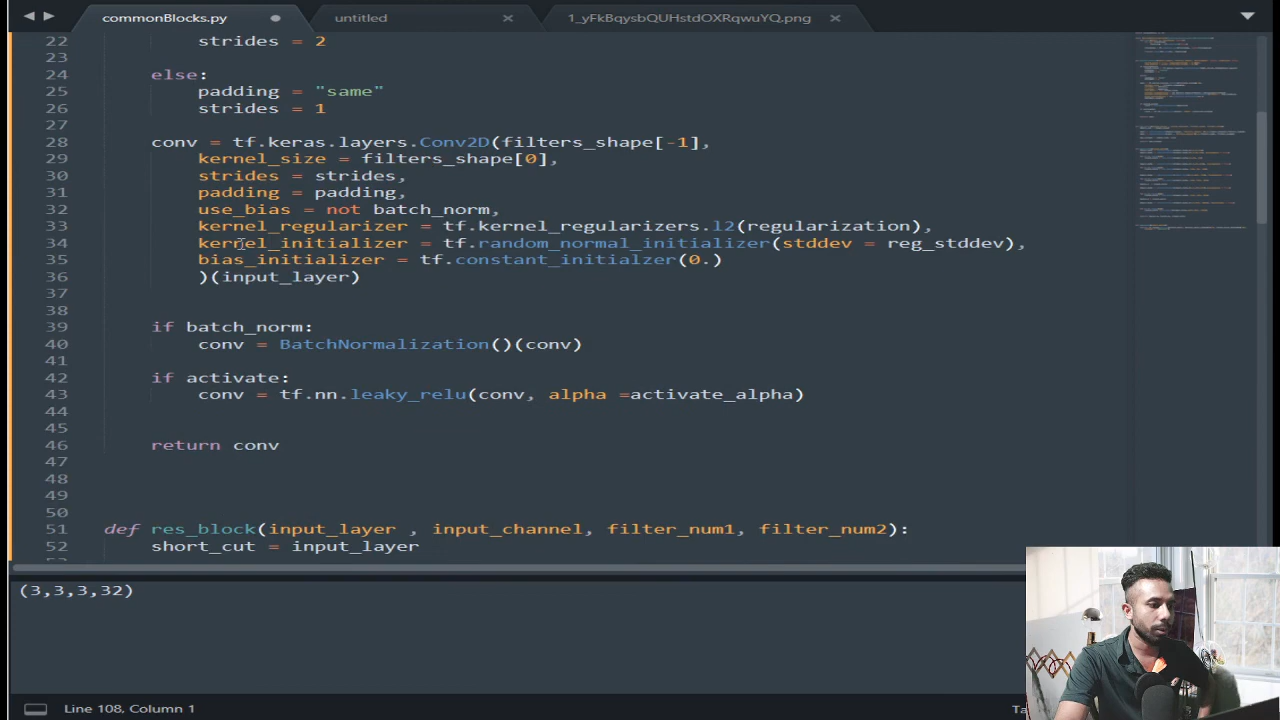 commonBlocks.py
untitled
1_yFkBqysbQUHstdOXRqwuYQ.png
22 strides = 2
23
24 else:
25 padding = "same"
26 strides = 1
27
28 conv = tf.keras.layers.Conv2D(filters_shape[-1],
29 kernel_size = filters_shape[0],
30 strides = strides,
31 padding = padding,
32 use_bias = not batch_norm,
33 kernel_regularizer = tf.kernel_regularizers.l2(regularization),
34 kernel_initializer = tf.random_normal_initializer(stddev = reg_stddev),
35 bias_initializer = tf.constant_initialzer(0.)
36 )(input_layer)
37
38
39 if batch_norm:
40 conv = BatchNormalization()(conv)
41
42 if activate:
43 conv = tf.nn.leaky_relu(conv, alpha =activate_alpha)
44
45
46 return conv
47
48
49
50
51 def res_block(input_layer , input_channel, filter_num1, filter_num2):
52 short_cut = input_layer
(3,3,3,32)
Line 108, Column 1